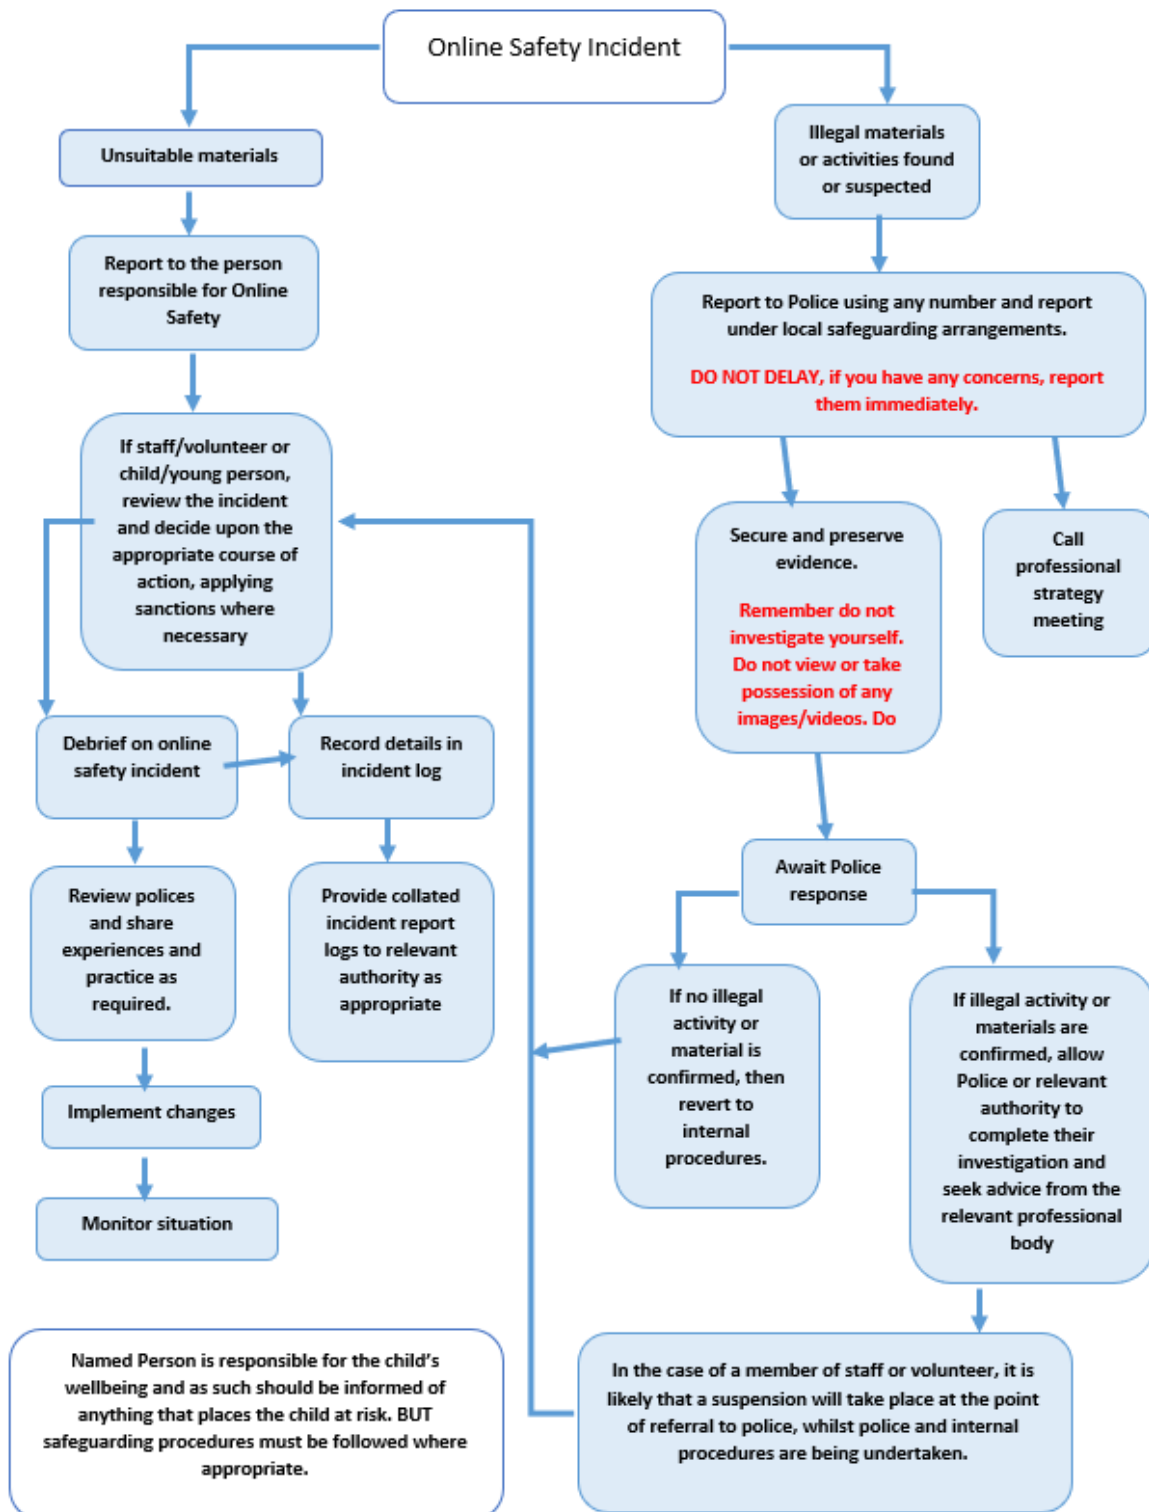 Online Safety Incident
Unsuitable materials
Report to the person
responsible for Online
Safety
If staff/volunteer or
child/young person,
review the incident
and decide upon the
appropriate course of
action, applying
sanctions where
necessary
Debrief on online
safety incident
Record details in
incident log
Review polices
and share
experiences and
practice as
required.
Provide collated
incident report
logs to relevant
authority as
appropriate
Implement changes
Monitor situation
Illegal materials
or activities found
or suspected
Report to Police using any number and report
under local safeguarding arrangements.
DO NOT DELAY, if you have any concerns, report
them immediately.
Secure and preserve
evidence.
Remember do not
investigate yourself.
Do not view or take
possession of any
images/videos. Do
Call
professional
strategy
meeting
Await Police
response
If no illegal
activity or
material is
confirmed, then
revert to
internal
procedures.
If illegal activity or
materials are
confirmed, allow
Police or relevant
authority to
complete their
investigation and
seek advice from the
relevant professional
body
In the case of a member of staff or volunteer, it is
likely that a suspension will take place at the point
of referral to police, whilst police and internal
procedures are being undertaken.
Named Person is responsible for the child's
wellbeing and as such should be informed of
anything that places the child at risk. BUT
safeguarding procedures must be followed where
appropriate.